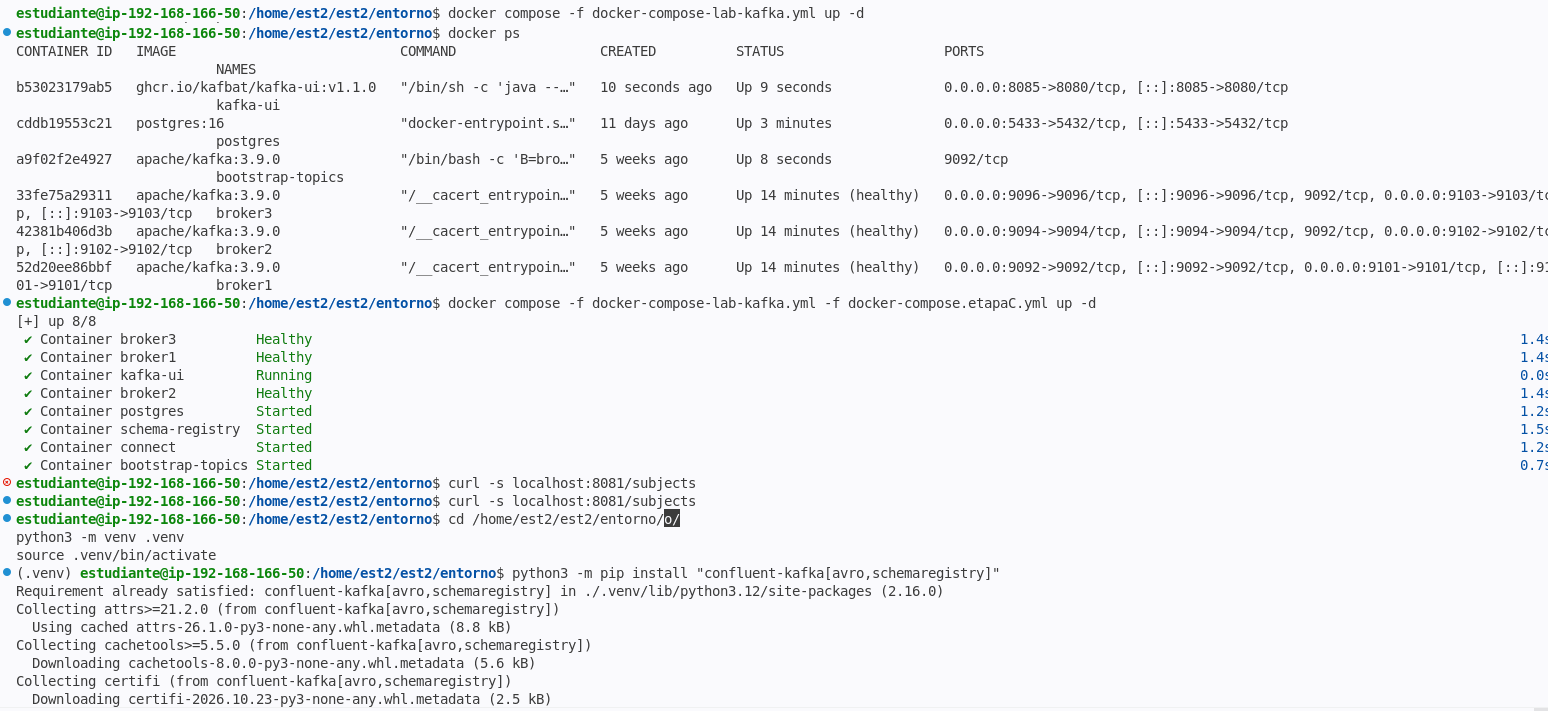 estudiante@ip-192-168-166-50:/home/est2/est2/entorno$ docker compose -f docker-compose-lab-kafka.yml up -d
estudiante@ip-192-168-166-50:/home/est2/est2/entorno$ docker ps
CONTAINER ID   IMAGE                            COMMAND                  CREATED          STATUS                    PORTS
                         NAMES
b53023179ab5   ghcr.io/kafbat/kafka-ui:v1.1.0   "/bin/sh -c 'java --…"   10 seconds ago   Up 9 seconds              0.0.0.0:8085->8080/tcp, [::]:8085->8080/tcp
                         kafka-ui
cddb19553c21   postgres:16                      "docker-entrypoint.s…"   11 days ago      Up 3 minutes              0.0.0.0:5433->5432/tcp, [::]:5433->5432/tcp
                         postgres
a9f02f2e4927   apache/kafka:3.9.0               "/bin/bash -c 'B=bro…"   5 weeks ago      Up 8 seconds              9092/tcp
                         bootstrap-topics
33fe75a29311   apache/kafka:3.9.0               "/__cacert_entrypoin…"   5 weeks ago      Up 14 minutes (healthy)   0.0.0.0:9096->9096/tcp, [::]:9096->9096/tcp, 9092/tcp, 0.0.0.0:9103->9103/tc
p, [::]:9103->9103/tcp   broker3
42381b406d3b   apache/kafka:3.9.0               "/__cacert_entrypoin…"   5 weeks ago      Up 14 minutes (healthy)   0.0.0.0:9094->9094/tcp, [::]:9094->9094/tcp, 9092/tcp, 0.0.0.0:9102->9102/tc
p, [::]:9102->9102/tcp   broker2
52d20ee86bbf   apache/kafka:3.9.0               "/__cacert_entrypoin…"   5 weeks ago      Up 14 minutes (healthy)   0.0.0.0:9092->9092/tcp, [::]:9092->9092/tcp, 0.0.0.0:9101->9101/tcp, [::]:91
01->9101/tcp             broker1
estudiante@ip-192-168-166-50:/home/est2/est2/entorno$ docker compose -f docker-compose-lab-kafka.yml -f docker-compose.etapaC.yml up -d
[+] up 8/8
 ✔ Container broker3          Healthy 1.4s
 ✔ Container broker1          Healthy 1.4s
 ✔ Container kafka-ui         Running 0.0s
 ✔ Container broker2          Healthy 1.4s
 ✔ Container postgres         Started 1.2s
 ✔ Container schema-registry  Started 1.5s
 ✔ Container connect          Started 1.2s
 ✔ Container bootstrap-topics Started 0.7s
estudiante@ip-192-168-166-50:/home/est2/est2/entorno$ curl -s localhost:8081/subjects
estudiante@ip-192-168-166-50:/home/est2/est2/entorno$ curl -s localhost:8081/subjects
estudiante@ip-192-168-166-50:/home/est2/est2/entorno$ cd /home/est2/est2/entorno/o/
python3 -m venv .venv
source .venv/bin/activate
(.venv) estudiante@ip-192-168-166-50:/home/est2/est2/entorno$ python3 -m pip install "confluent-kafka[avro,schemaregistry]"
Requirement already satisfied: confluent-kafka[avro,schemaregistry] in ./.venv/lib/python3.12/site-packages (2.16.0)
Collecting attrs>=21.2.0 (from confluent-kafka[avro,schemaregistry])
  Using cached attrs-26.1.0-py3-none-any.whl.metadata (8.8 kB)
Collecting cachetools>=5.5.0 (from confluent-kafka[avro,schemaregistry])
  Downloading cachetools-8.0.0-py3-none-any.whl.metadata (5.6 kB)
Collecting certifi (from confluent-kafka[avro,schemaregistry])
  Downloading certifi-2026.10.23-py3-none-any.whl.metadata (2.5 kB)